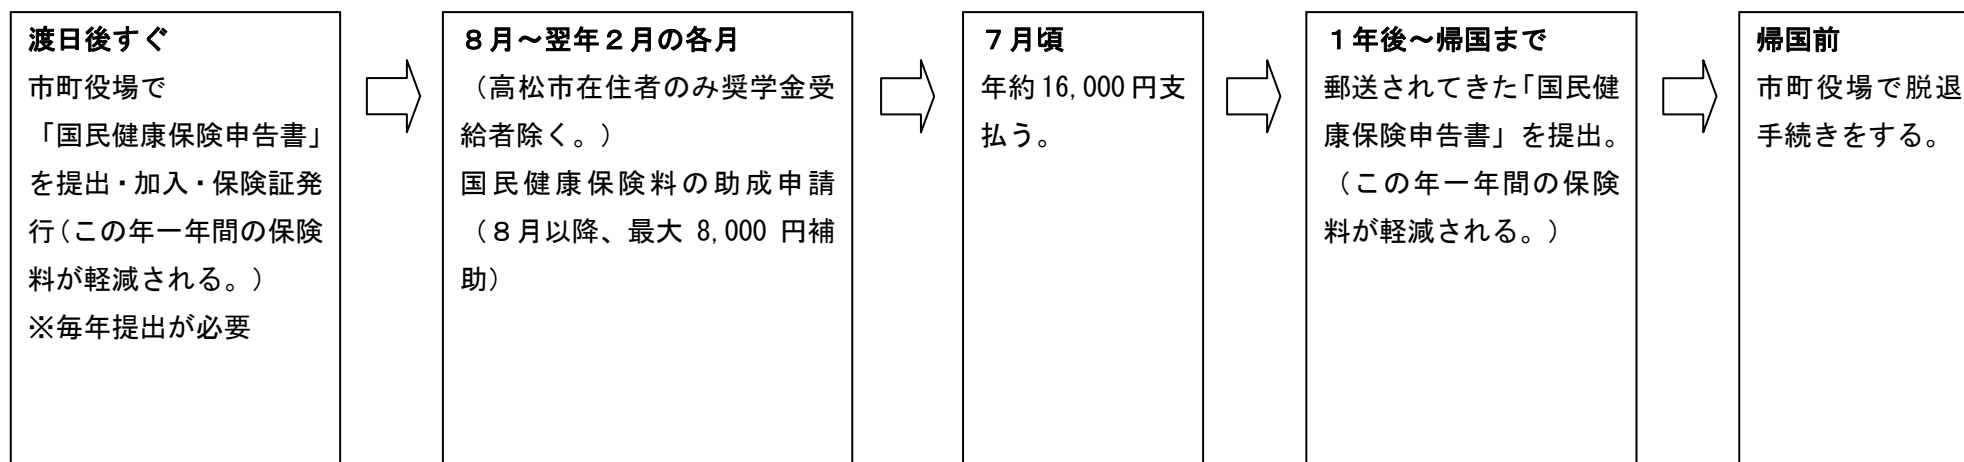 渡日後すぐ
市町役場で
「国民健康保険申告書」
を提出・加入・保険証発
行(この年一年間の保険
料が軽減される。)
※毎年提出が必要
８月～翌年２月の各月
(高松市在住者のみ奨学金受
給者除く。)
国民健康保険料の助成申請
(８月以降、最大 8,000 円補
助)
７月頃
年約16,000円支
払う。
１年後～帰国まで
郵送されてきた「国民健
康保険申告書」を提出。
(この年一年間の保険
料が軽減される。)
帰国前
市町役場で脱退
手続きをする。